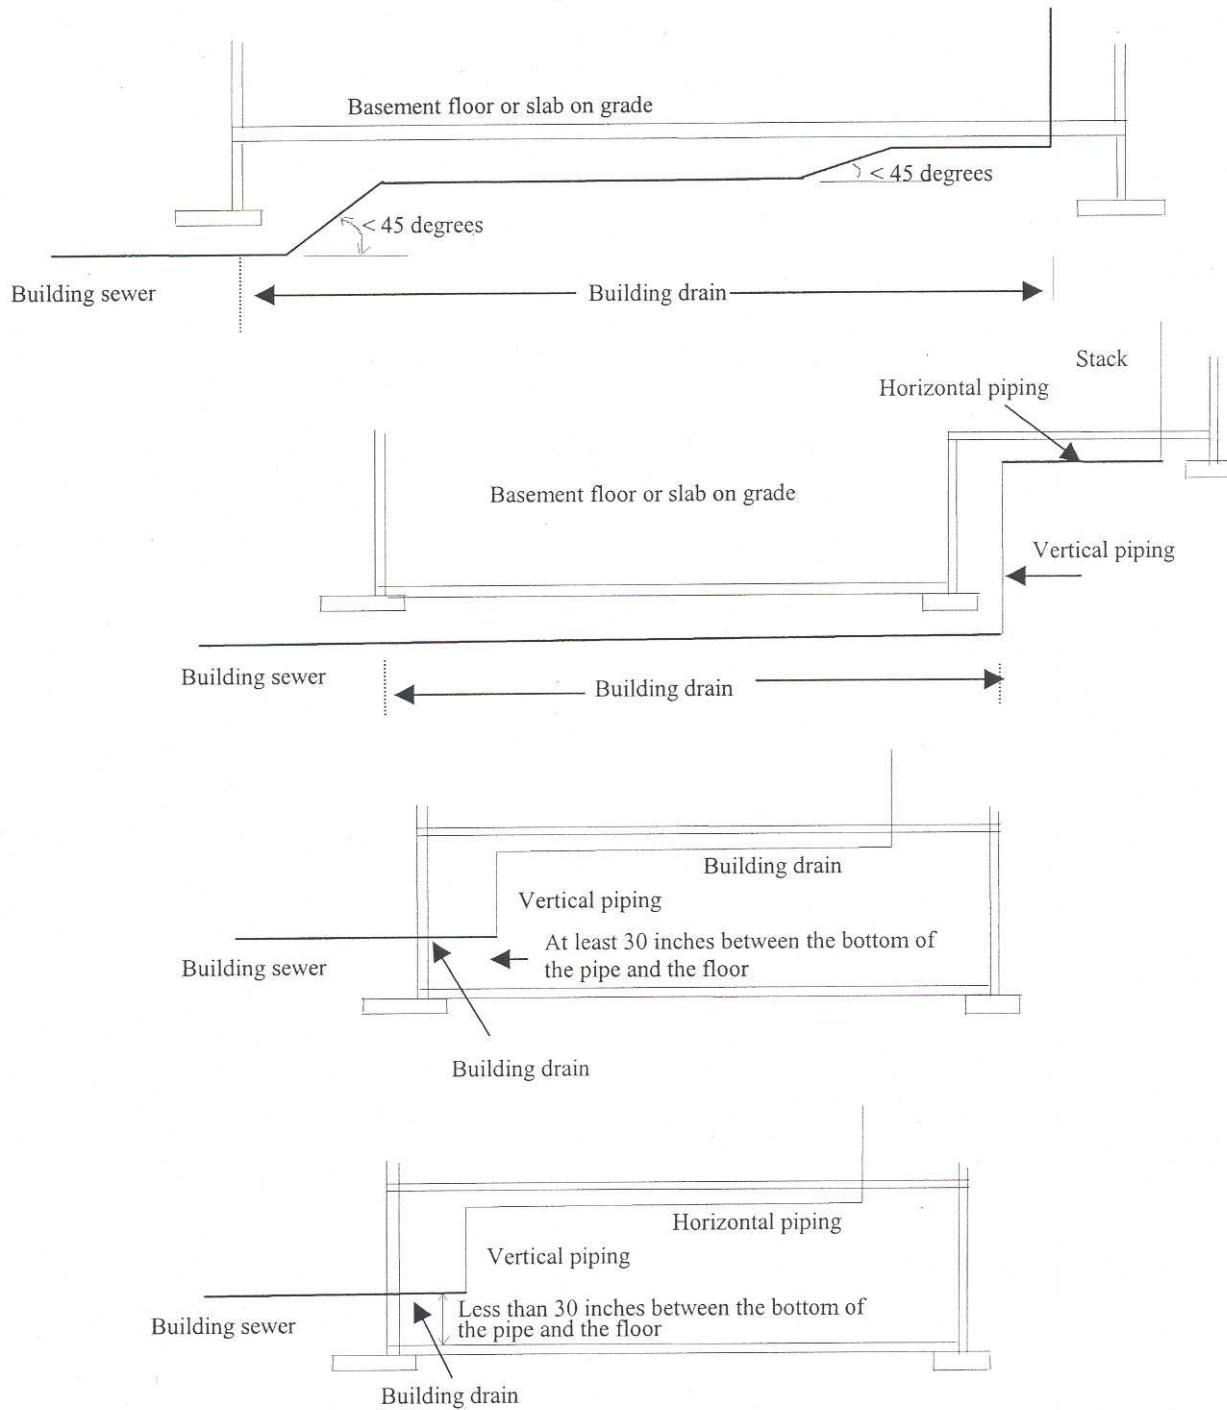 Basement floor or slab on grade
< 45 degrees
< 45 degrees
Building sewer
Building drain
Stack
Horizontal piping
Basement floor or slab on grade
Vertical piping
Building sewer
Building drain
Building drain
Vertical piping
At least 30 inches between the bottom of
the pipe and the floor
Building sewer
Building drain
Horizontal piping
Vertical piping
Less than 30 inches between the bottom of
the pipe and the floor
Building sewer
Building drain